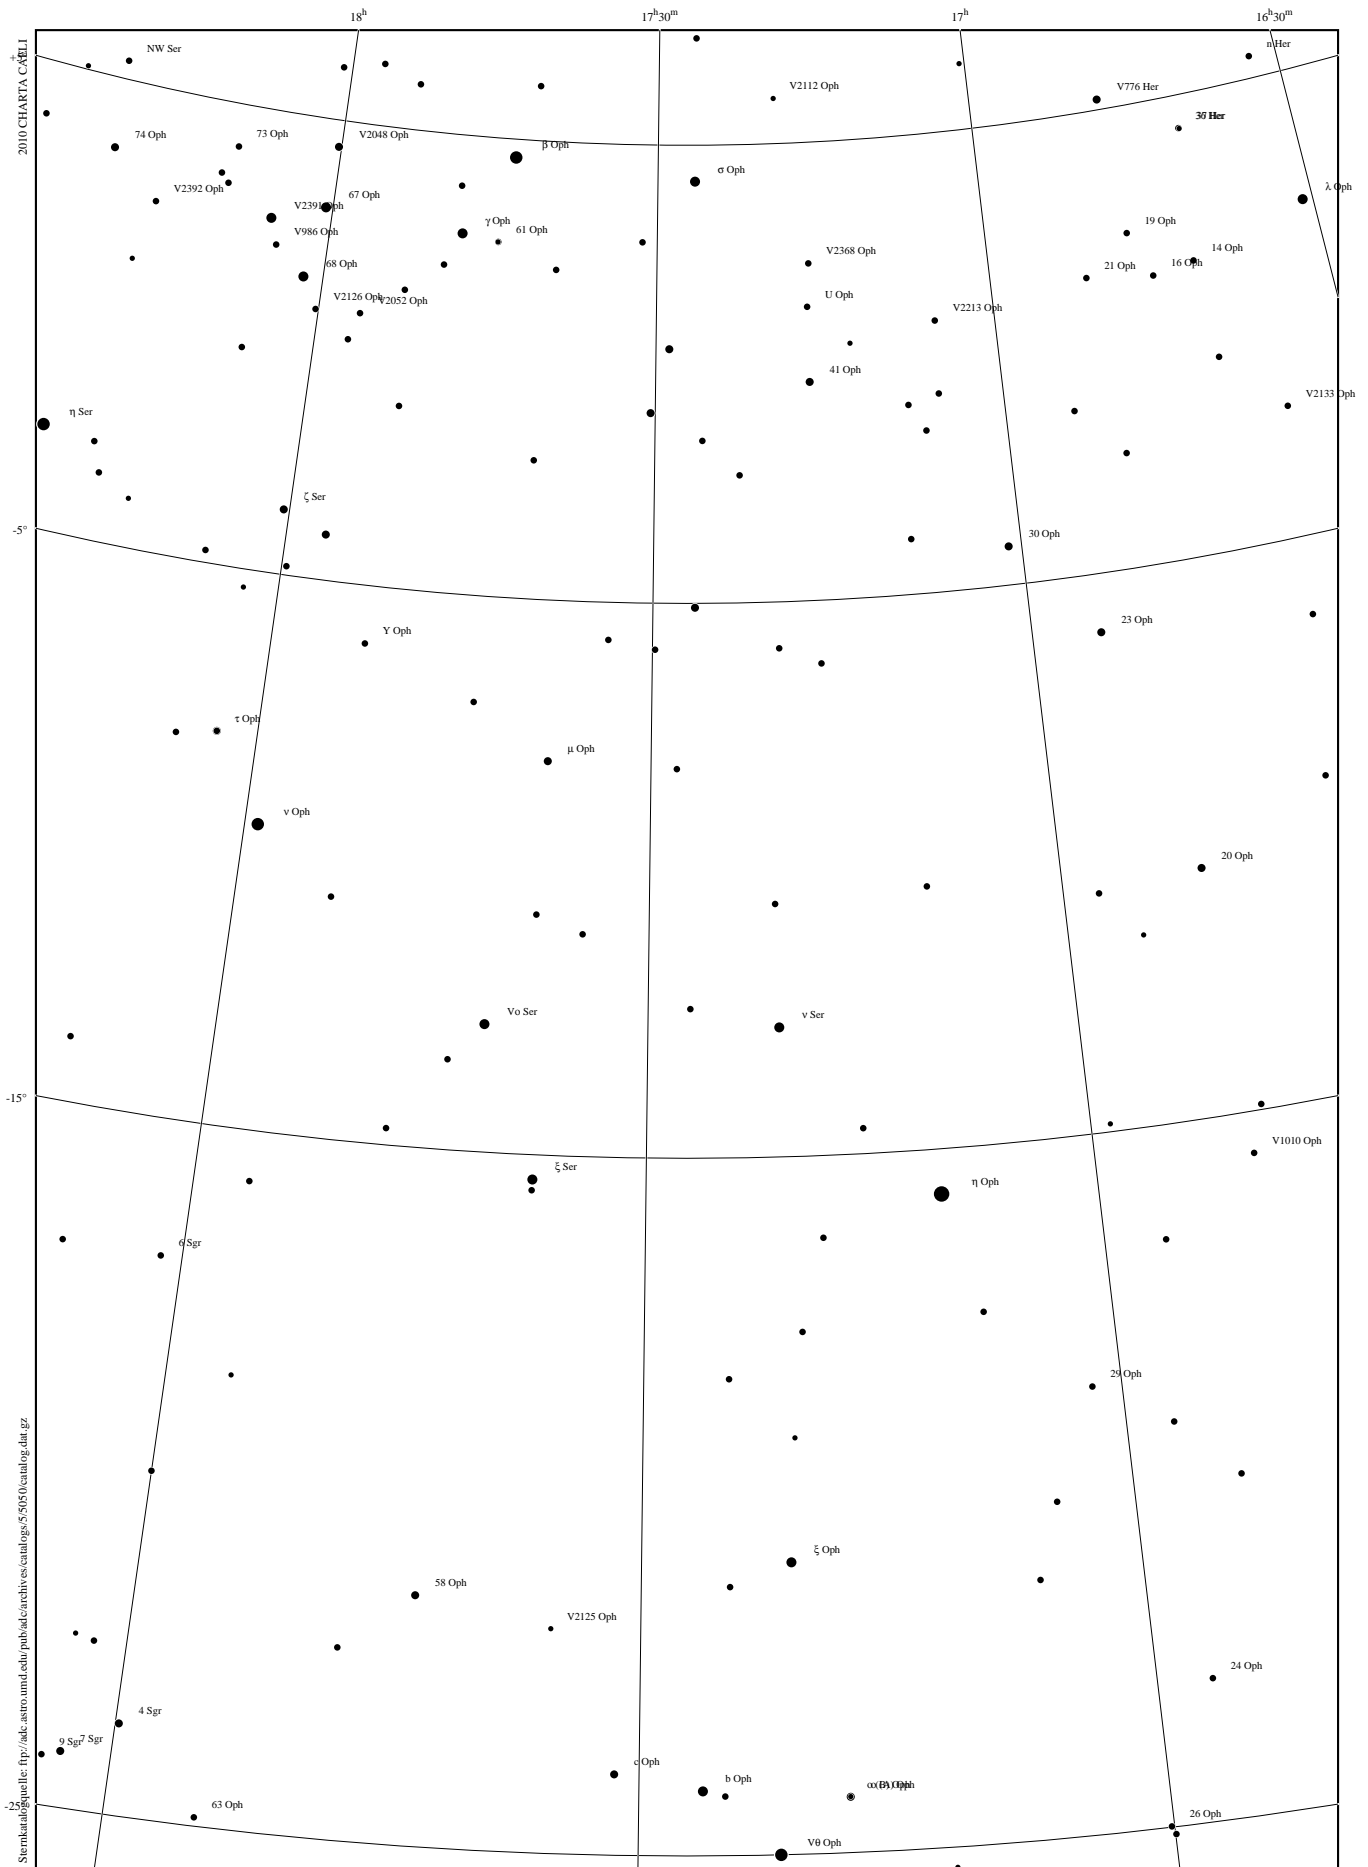 18h
17h30m
17h
16h30m
n Her
NW Ser
2010 CHARTA CAELI
V2112 Oph
V776 Her
Her
74 Oph
73 Oph
V2048 Oph
β Oph
σ Oph
λ Oph
V2392 Oph
67 Oph
V2391 Oph
γ Oph
61 Oph
19 Oph
V986 Oph
14 Oph
V2368 Oph
68 Oph
21 Oph
16 Oph
V2126 Oph
V2052 Oph
U Oph
V2213 Oph
41 Oph
V2133 Oph
η Ser
ζ Ser
-5°
30 Oph
23 Oph
Y Oph
τ Oph
μ Oph
ν Oph
20 Oph
Vo Ser
ν Ser
-15°
V1010 Oph
ξ Ser
η Oph
6 Sgr
29 Oph
ξ Oph
58 Oph
V2125 Oph
24 Oph
4 Sgr
9 Sgr
7 Sgr
c Oph
b Oph
-25°
63 Oph
26 Oph
Vθ Oph
Sternkatalogquelle: ftp://adc.astro.umd.edu/pub/adc/archives/catalogs/5/5050/catalog.dat.gz